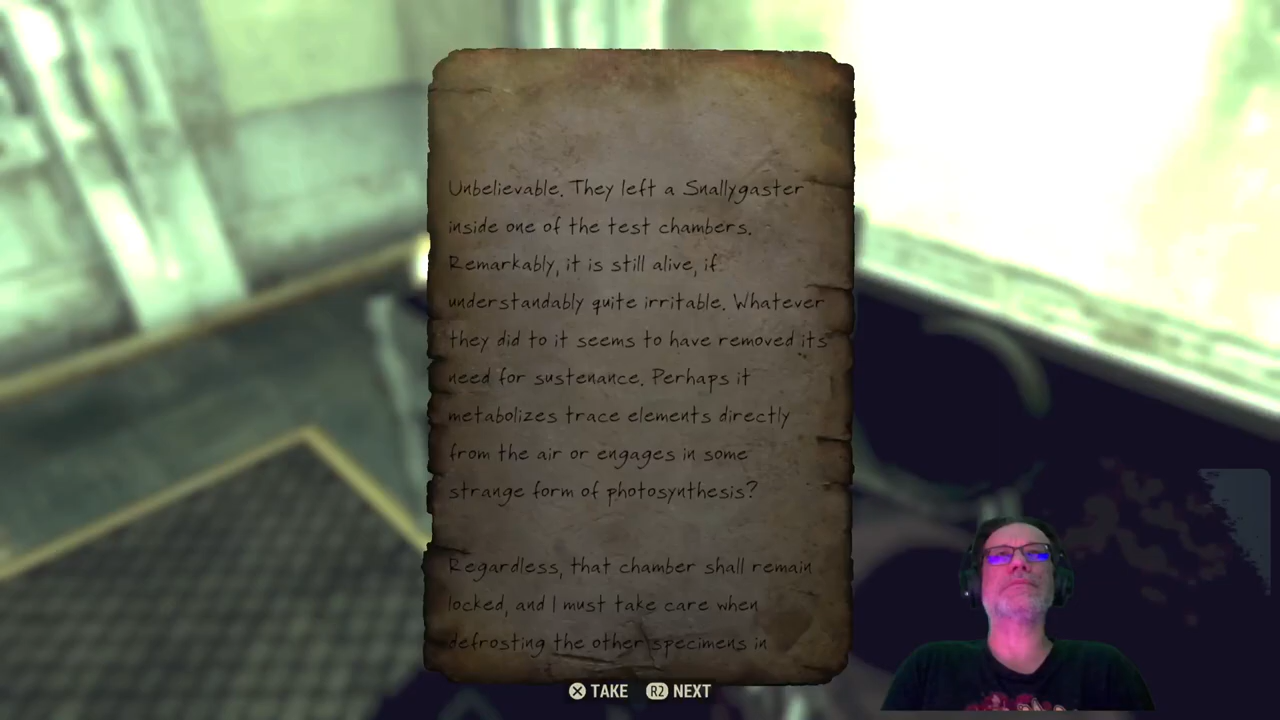 Unbelievable. They left a Snallygaster
inside one of the test chambers.
Remarkably, it is still alive, if
understandably quite irritable. Whatever
they did to it seems to have removed its
need for sustenance. Perhaps it
metabolizes trace elements directly
from the air or engages in some
strange form of photosynthesis?
Regardless, that chamber shall remain
locked, and I must take care when
defrosting the other specimens in
TAKE R2 NEXT